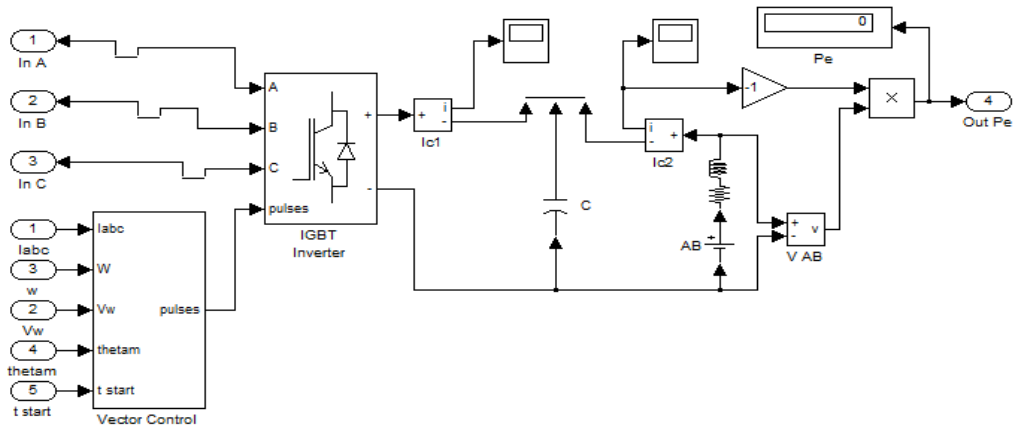 1
In A
2
In B
3
In C
A
B
C
pulses
+
-
IGBT
Inverter
+
i
-
Ic1
C
i
-
+
Ic2
-1
0
Pe
×
4
Out Pe
+
AB
+
-
v
V AB
1
Iabc
3
w
2
Vw
4
thetam
5
t start
Iabc
W
Vw
thetam
t start
pulses
Vector Control